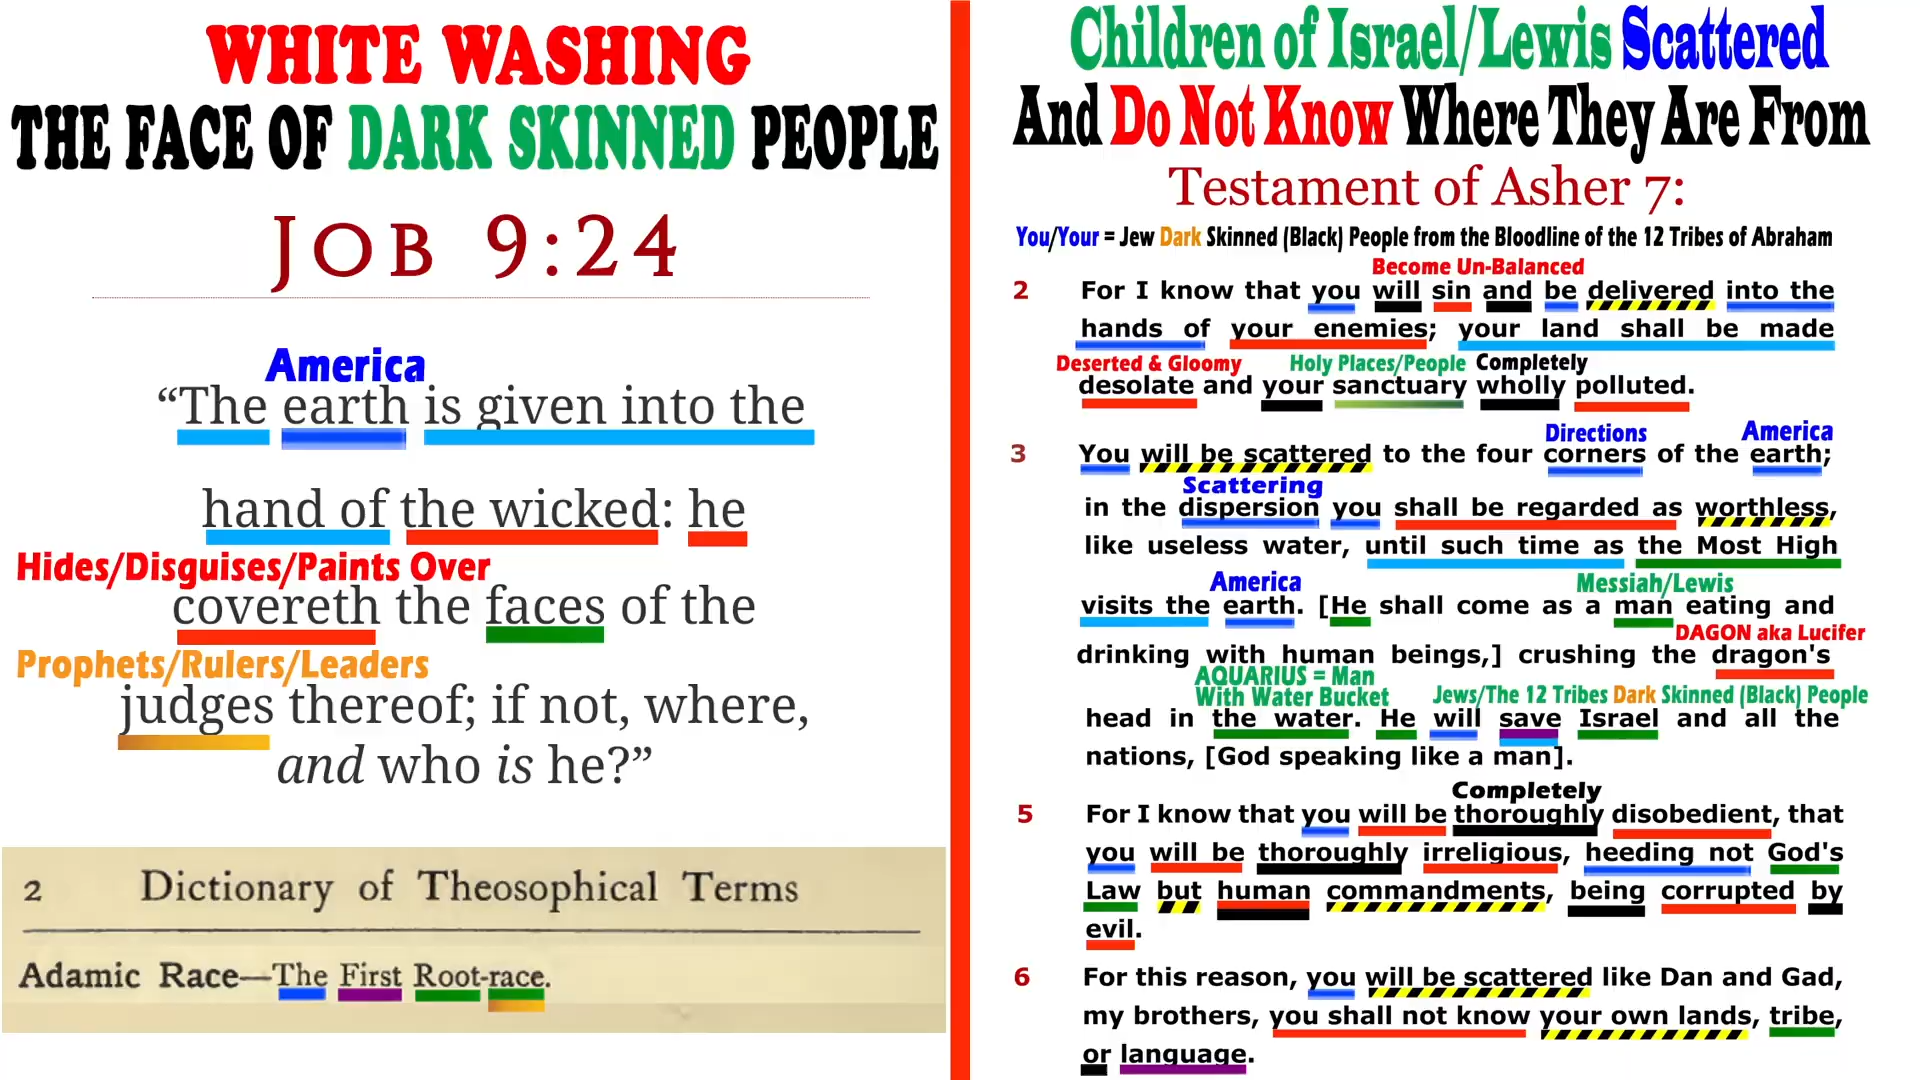 WHITE WASHING
THE FACE OF DARK SKINNED PEOPLE
JOB 9:24
America
“The earth is given into the
hand of the wicked: he
Hides/Disguises/Paints Over
covereth the faces of the
Prophets/Rulers/Leaders
judges thereof; if not, where,
and who is he?”
2 Dictionary of Theosophical Terms
Adamic Race—The First Root-race.
Children of Israel/Lewis Scattered
And Do Not Know Where They Are From
Testament of Asher 7:
You/Your = Jew Dark Skinned (Black) People from the Bloodline of the 12 Tribes of Abraham
Become Un-Balanced
2 For I know that you will sin and be delivered into the
hands of your enemies; your land shall be made
Deserted & Gloomy Holy Places/People Completely
desolate and your sanctuary wholly polluted.
Directions America
3 You will be scattered to the four corners of the earth;
Scattering
in the dispersion you shall be regarded as worthless,
like useless water, until such time as the Most High
America Messiah/Lewis
visits the earth. [He shall come as a man eating and
DAGON aka Lucifer
drinking with human beings,] crushing the dragon's
AQUARIUS = Man
With Water Bucket Jews/The 12 Tribes Dark Skinned (Black) People
head in the water. He will save Israel and all the
nations, [God speaking like a man].
Completely
5 For I know that you will be thoroughly disobedient, that
you will be thoroughly irreligious, heeding not God's
Law but human commandments, being corrupted by
evil.
6 For this reason, you will be scattered like Dan and Gad,
my brothers, you shall not know your own lands, tribe,
or language.